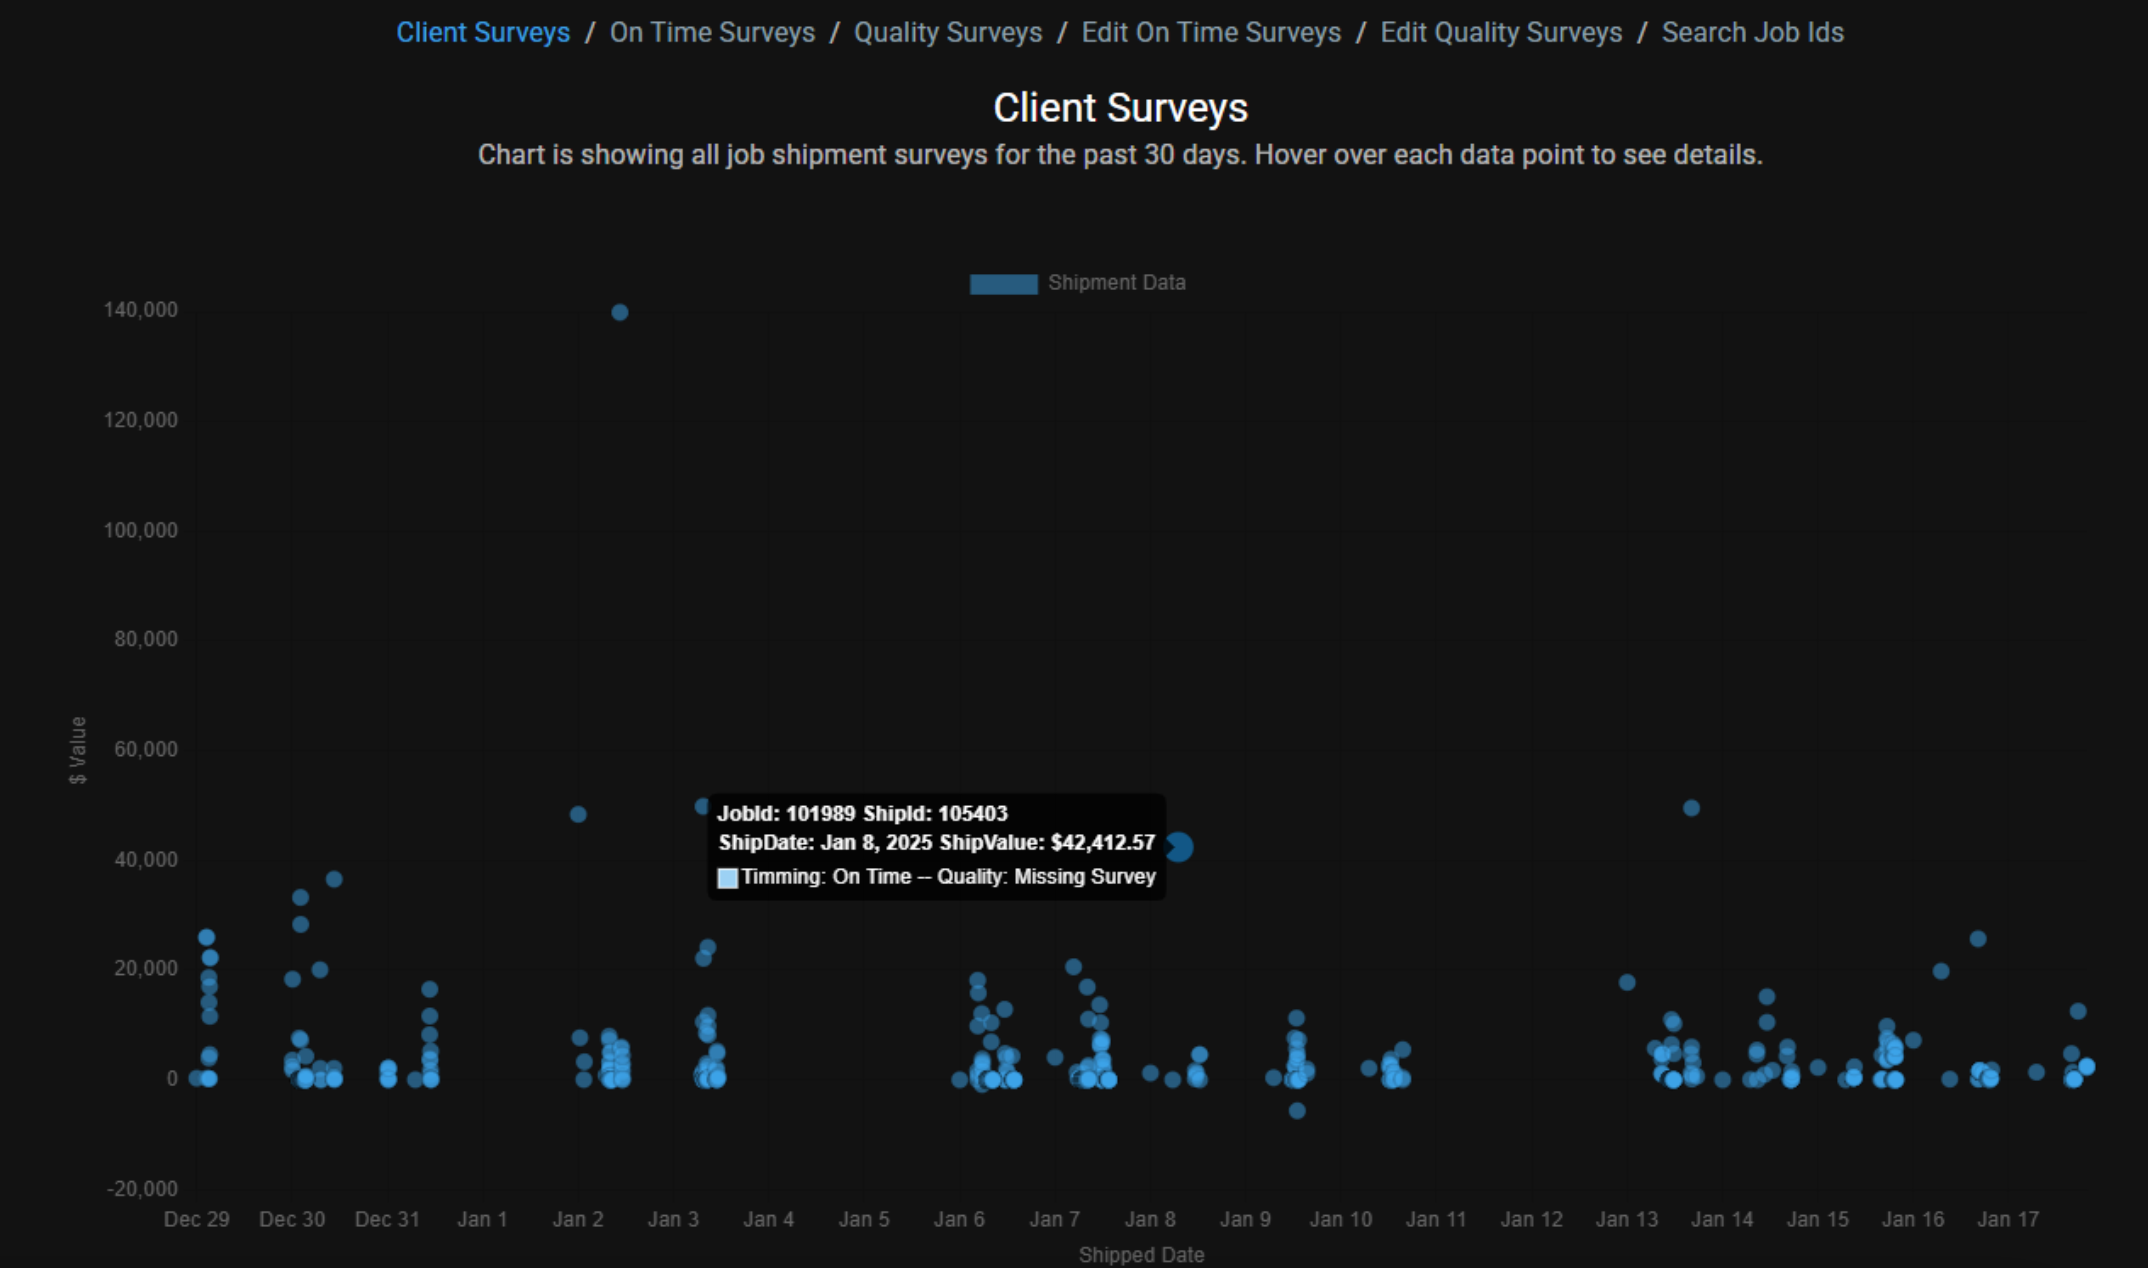 Client Surveys / On Time Surveys / Quality Surveys / Edit On Time Surveys / Edit Quality Surveys / Search Job Ids
Client Surveys
Chart is showing all job shipment surveys for the past 30 days. Hover over each data point to see details.
Shipment Data
140,000
120,000
100,000
80,000
60,000
40,000
20,000
0
-20,000
$ Value
JobId: 101989 ShipId: 105403
ShipDate: Jan 8, 2025 ShipValue: $42,412.57
Timming: On Time -- Quality: Missing Survey
Dec 29 Dec 30 Dec 31 Jan 1 Jan 2 Jan 3 Jan 4 Jan 5 Jan 6 Jan 7 Jan 8 Jan 9 Jan 10 Jan 11 Jan 12 Jan 13 Jan 14 Jan 15 Jan 16 Jan 17
Shipped Date